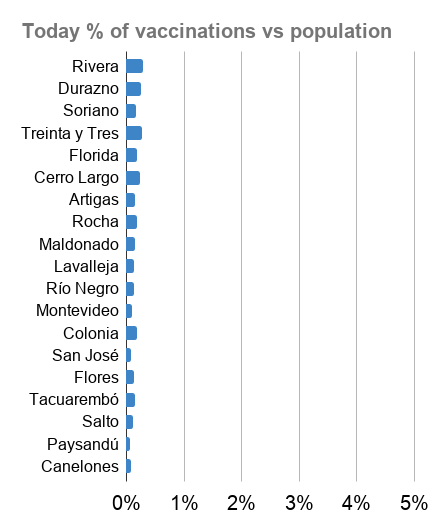 Today % of vaccinations vs population
Rivera
Durazno
Soriano
Treinta y Tres
Florida
Cerro Largo
Artigas
Rocha
Maldonado
Lavalleja
Río Negro
Montevideo
Colonia
San José
Flores
Tacuarembó
Salto
Paysandú
Canelones
0% 1% 2% 3% 4% 5%